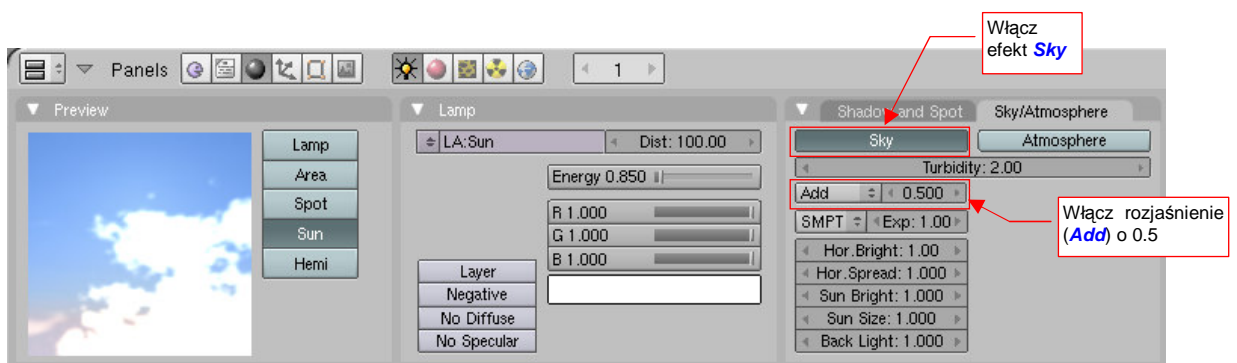 Włącz
efekt Sky
Panels
1
Preview
Lamp
Area
Spot
Sun
Hemi
Lamp
LA:Sun
Dist: 100.00
Energy 0.850
R 1.000
G 1.000
B 1.000
Layer
Negative
No Diffuse
No Specular
Shadow and Spot
Sky/Atmosphere
Sky
Atmosphere
Turbidity: 2.00
Add
0.500
SMPT
Exp: 1.00
Hor.Bright: 1.00
Hor.Spread: 1.000
Sun Bright: 1.000
Sun Size: 1.000
Back Light: 1.000
Włącz rozjaśnienie
(Add) o 0.5